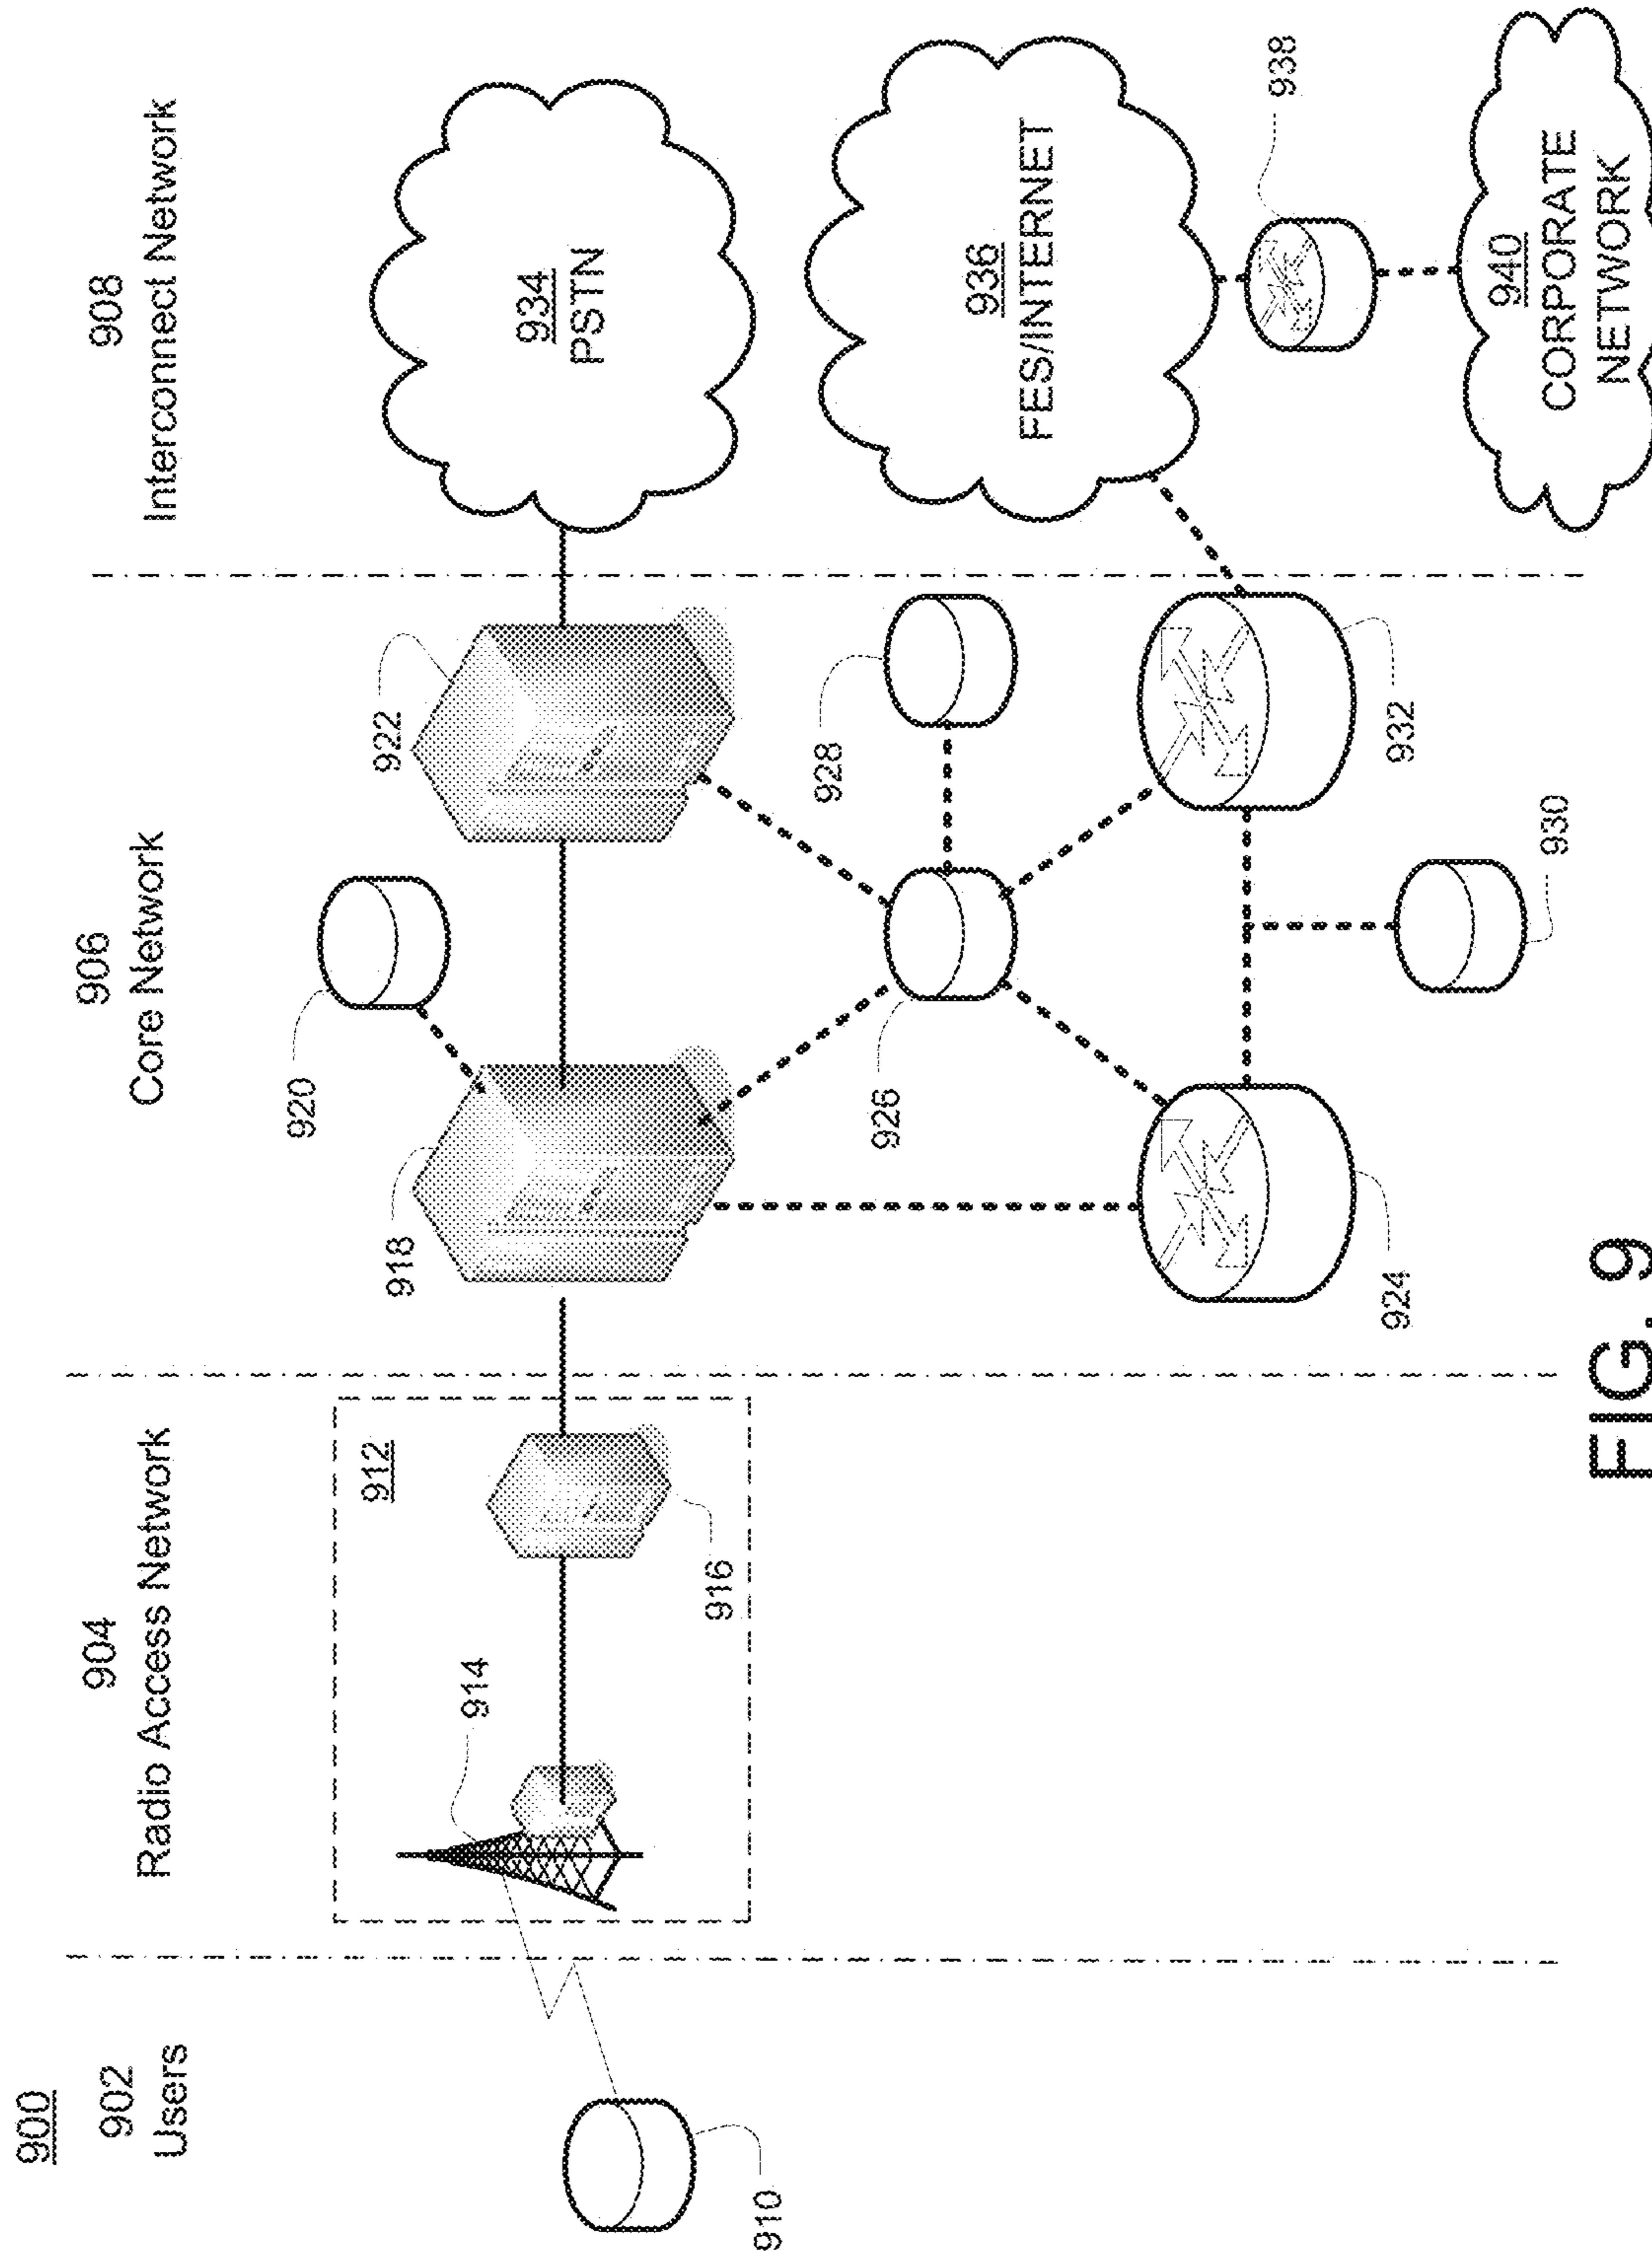 900
902
Users
904
Radio Access Network
906
Core Network
908
Interconnect Network
910
912
914
916
918
920
922
924
926
928
930
932
934
PSTN
936
FES/INTERNET
938
940
CORPORATE
NETWORK
FIG. 9